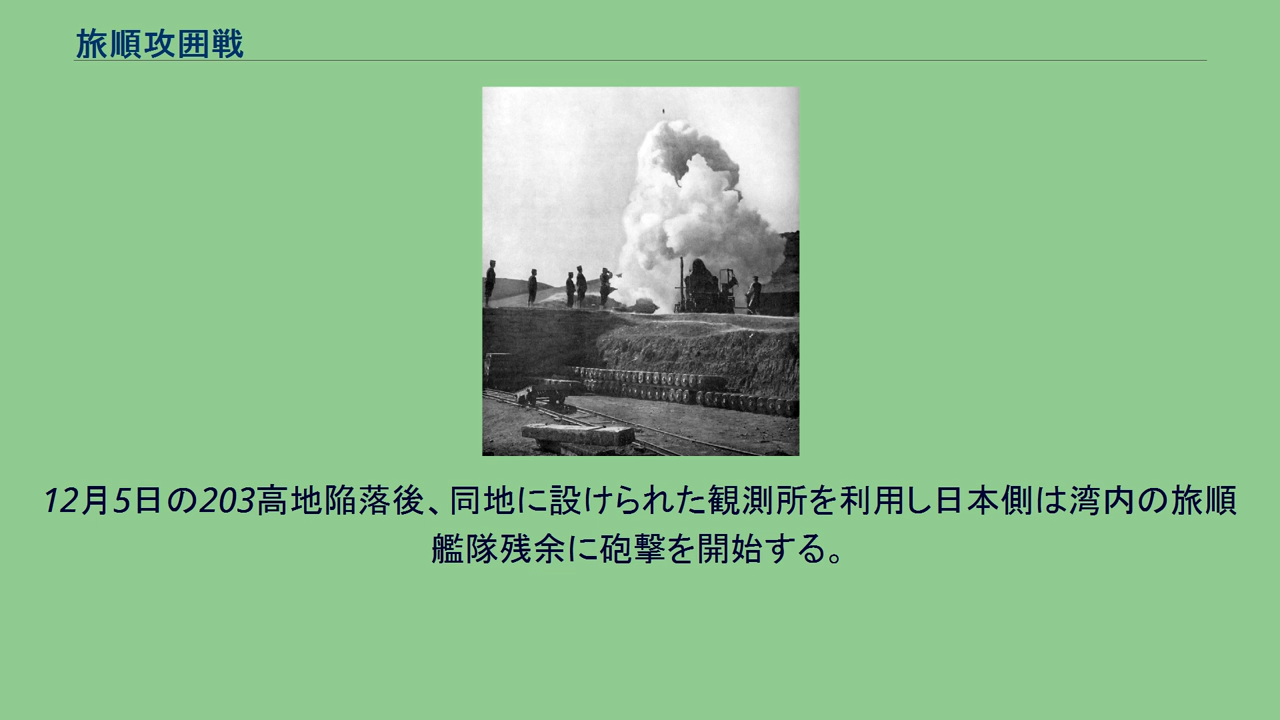 旅順攻囲戦
12月5日の203高地陥落後、同地に設けられた観測所を利用し日本側は湾内の旅順
艦隊残余に砲撃を開始する。